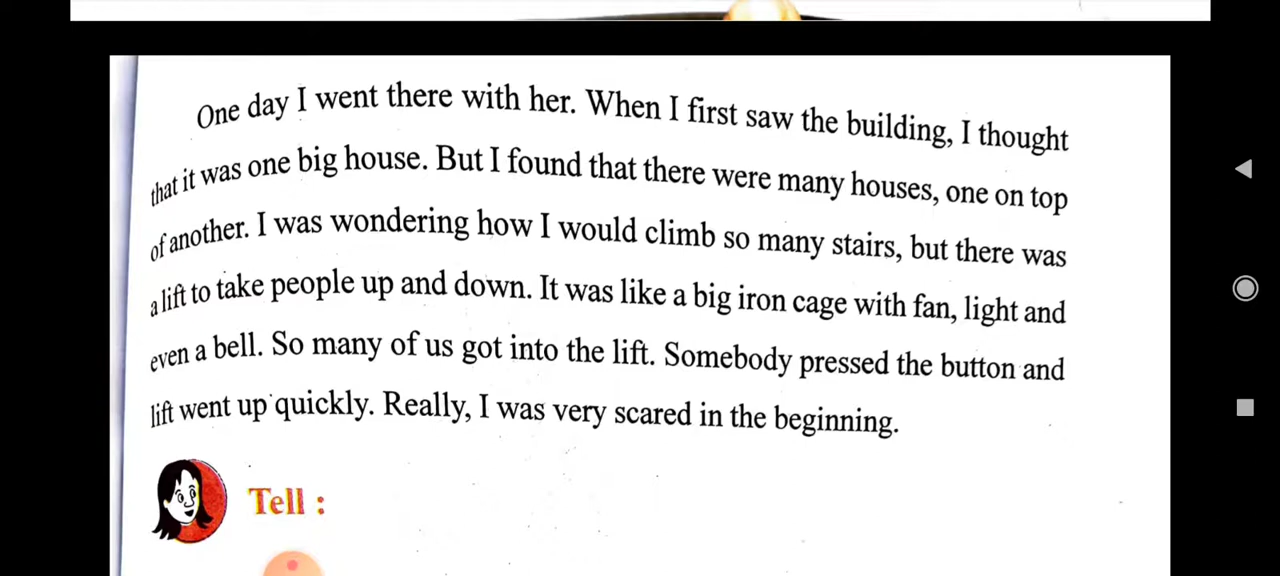 One day I went there with her. When I first saw the building, I thought
that it was one big house. But I found that there were many houses, one on top
of another. I was wondering how I would climb so many stairs, but there was
a lift to take people up and down. It was like a big iron cage with fan, light and
even a bell. So many of us got into the lift. Somebody pressed the button and
lift went up quickly. Really, I was very scared in the beginning.
Tell :